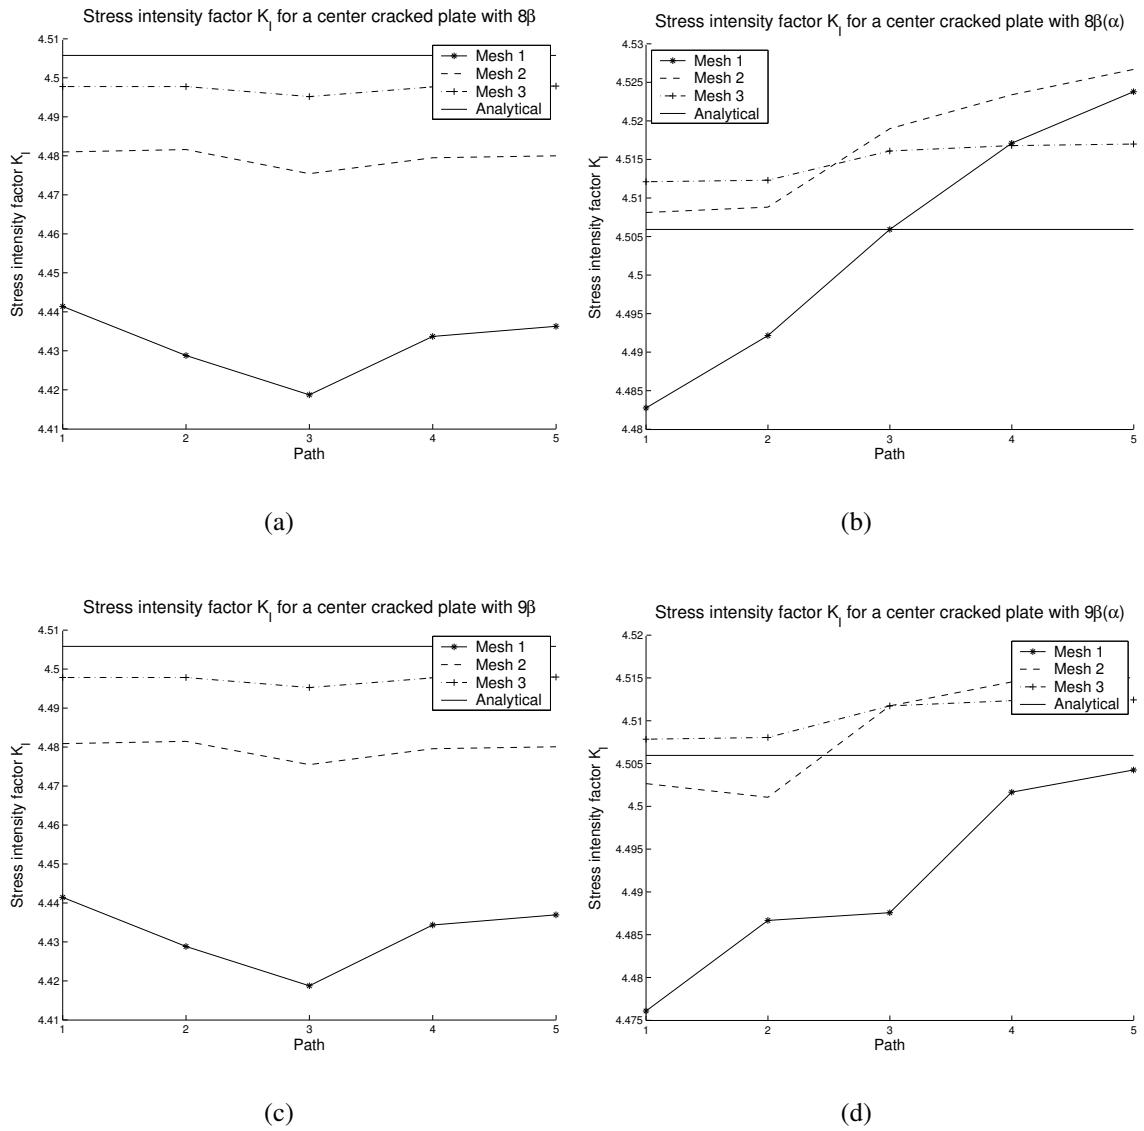 Stress intensity factor K_I for a center cracked plate with 8β
4.51
4.5
4.49
4.48
4.47
4.46
4.45
4.44
4.43
4.42
4.41
Stress intensity factor K_I
Mesh 1
Mesh 2
Mesh 3
Analytical
1 2 3 4 5
Path
(a)
Stress intensity factor K_I for a center cracked plate with 8β(α)
4.53
4.525
4.52
4.515
4.51
4.505
4.5
4.495
4.49
4.485
4.48
Stress intensity factor K_I
Mesh 1
Mesh 2
Mesh 3
Analytical
1 2 3 4 5
Path
(b)
Stress intensity factor K_I for a center cracked plate with 9β
4.51
4.5
4.49
4.48
4.47
4.46
4.45
4.44
4.43
4.42
4.41
Stress intensity factor K_I
Mesh 1
Mesh 2
Mesh 3
Analytical
1 2 3 4 5
Path
(c)
Stress intensity factor K_I for a center cracked plate with 9β(α)
4.52
4.515
4.51
4.505
4.5
4.495
4.49
4.485
4.48
4.475
Stress intensity factor K_I
Mesh 1
Mesh 2
Mesh 3
Analytical
1 2 3 4 5
Path
(d)